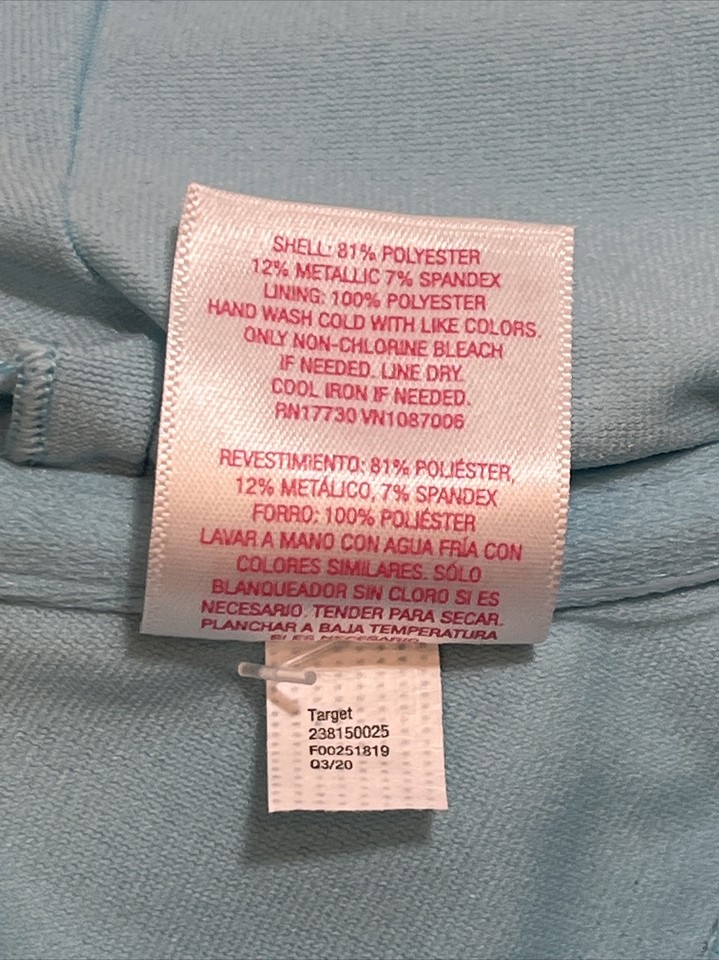 SHELL: 81% POLYESTER
12% METALLIC 7% SPANDEX
LINING: 100% POLYESTER
HAND WASH COLD WITH LIKE COLORS.
ONLY NON-CHLORINE BLEACH
IF NEEDED. LINE DRY.
COOL IRON IF NEEDED.
RN17730 VN1087006
REVESTIMIENTO: 81% POLIÉSTER,
12% METÁLICO, 7% SPANDEX
FORRO: 100% POLIÉSTER
LAVAR A MANO CON AGUA FRÍA CON
COLORES SIMILARES. SÓLO
BLANQUEADOR SIN CLORO SI ES
NECESARIO. TENDER PARA SECAR.
PLANCHAR A BAJA TEMPERATURA
SI ES NECESARIO.
Target
238150025
F00251819
Q3/20